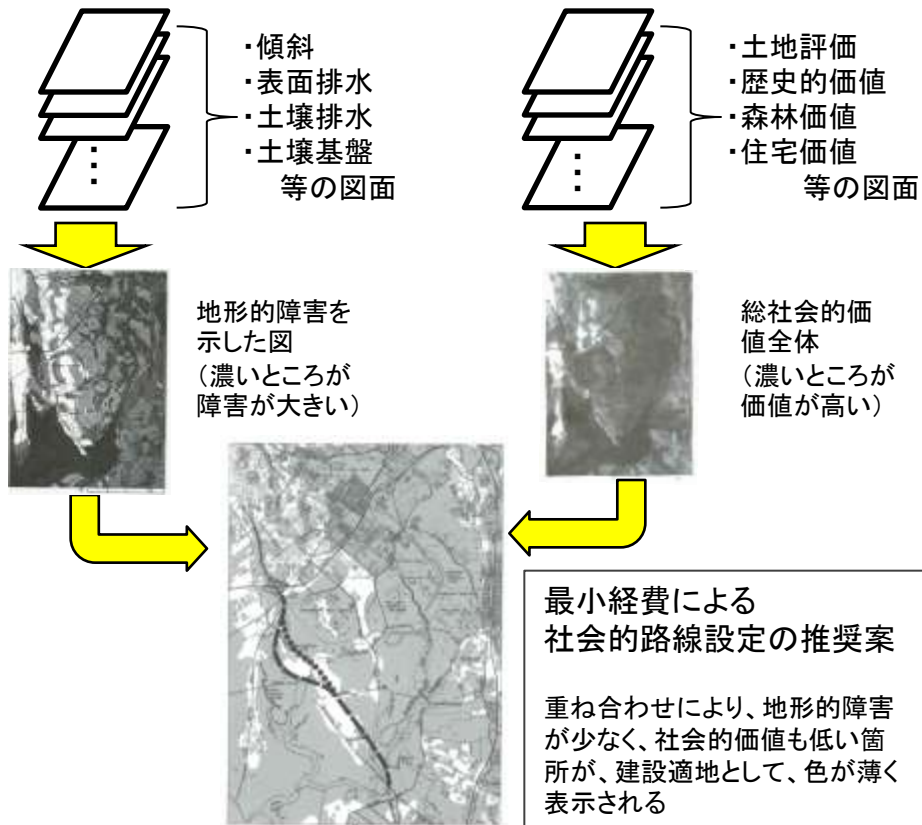 ・傾斜
・表面排水
・土壌排水
・土壌基盤
等の図面
・土地評価
・歴史的価値
・森林価値
・住宅価値
等の図面
地形的障害を
示した図
（濃いところが
障害が大きい）
総社会的価
値全体
（濃いところが
価値が高い）
最小経費による
社会的路線設定の推奨案
重ね合わせにより、地形的障害
が少なく、社会的価値も低い箇
所が、建設適地として、色が薄く
表示される